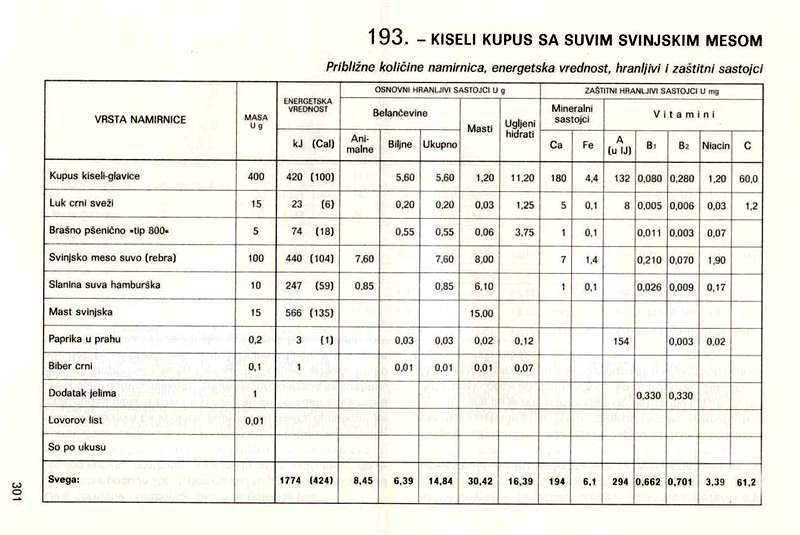 193. – KISELI KUPUS SA SUVIM SVINJSKIM MESOM
Približne količine namirnica, energetska vrednost, hranljivi i zaštitni sastojci
VRSTA NAMIRNICE MASA U g ENERGETSKA VREDNOST OSNOVNI HRANLJIVI SASTOJCI U g ZAŠTITNI HRANLJIVI SASTOJCI U mg
Belančevine Masti Ugljeni hidrati Mineralni sastojci Vitamini
kJ (Cal) Ani-malne Biljne Ukupno Ca Fe A (u IJ) B1 B2 Niacin C
Kupus kiseli-glavice 400 420 (100) 5,60 5,60 1,20 11,20 180 4,4 132 0,080 0,280 1,20 60,0
Luk crni sveži 15 23 (6) 0,20 0,20 0,03 1,25 5 0,1 8 0,005 0,006 0,03 1,2
Brašno pšenično »tip 800« 5 74 (18) 0,55 0,55 0,06 3,75 1 0,1 0,011 0,003 0,07
Svinjsko meso suvo (rebra) 100 440 (104) 7,60 7,60 8,00 7 1,4 0,210 0,070 1,90
Slanina suva hamburška 10 247 (59) 0,85 0,85 6,10 1 0,1 0,026 0,009 0,17
Mast svinjska 15 566 (135) 15,00
Paprika u prahu 0,2 3 (1) 0,03 0,03 0,02 0,12 154 0,003 0,02
Biber crni 0,1 1 0,01 0,01 0,01 0,07
Dodatak jelima 1 0,330 0,330
Lovorov list 0,01
So po ukusu
Svega: 1774 (424) 8,45 6,39 14,84 30,42 16,39 194 6,1 294 0,662 0,701 3,39 61,2
301